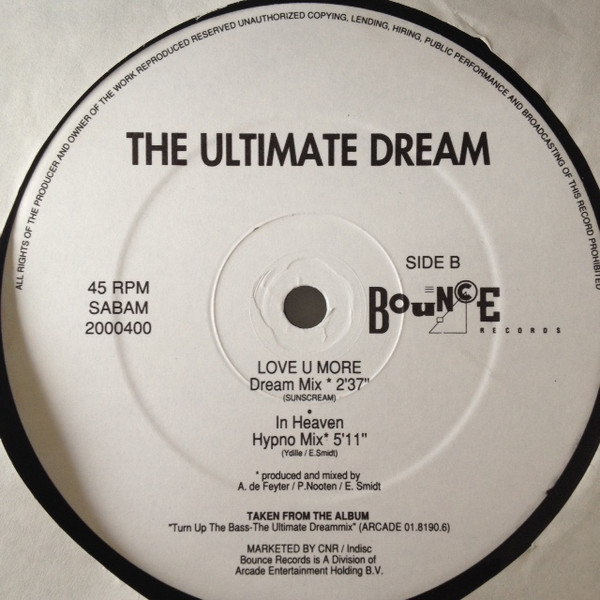 ALL RIGHTS OF THE PRODUCER AND OWNER OF THE WORK REPRODUCED RESERVED UNAUTHORIZED COPYING, LENDING, HIRING, PUBLIC PERFORMANCE AND BROADCASTING OF THIS RECORD PROHIBITED
THE ULTIMATE DREAM
SIDE B
45 RPM
SABAM
2000400
BOUNCE
RECORDS
LOVE U MORE
Dream Mix * 2'37"
(SUNSCREAM)
•
In Heaven
Hypno Mix* 5'11"
(Ydille / E.Smidt)
* produced and mixed by
A. de Feyter / P.Nooten / E. Smidt
TAKEN FROM THE ALBUM
"Turn Up The Bass-The Ultimate Dreammix" (ARCADE 01.8190.6)
MARKETED BY CNR / Indisc
Bounce Records is A Division of
Arcade Entertainment Holding B.V.